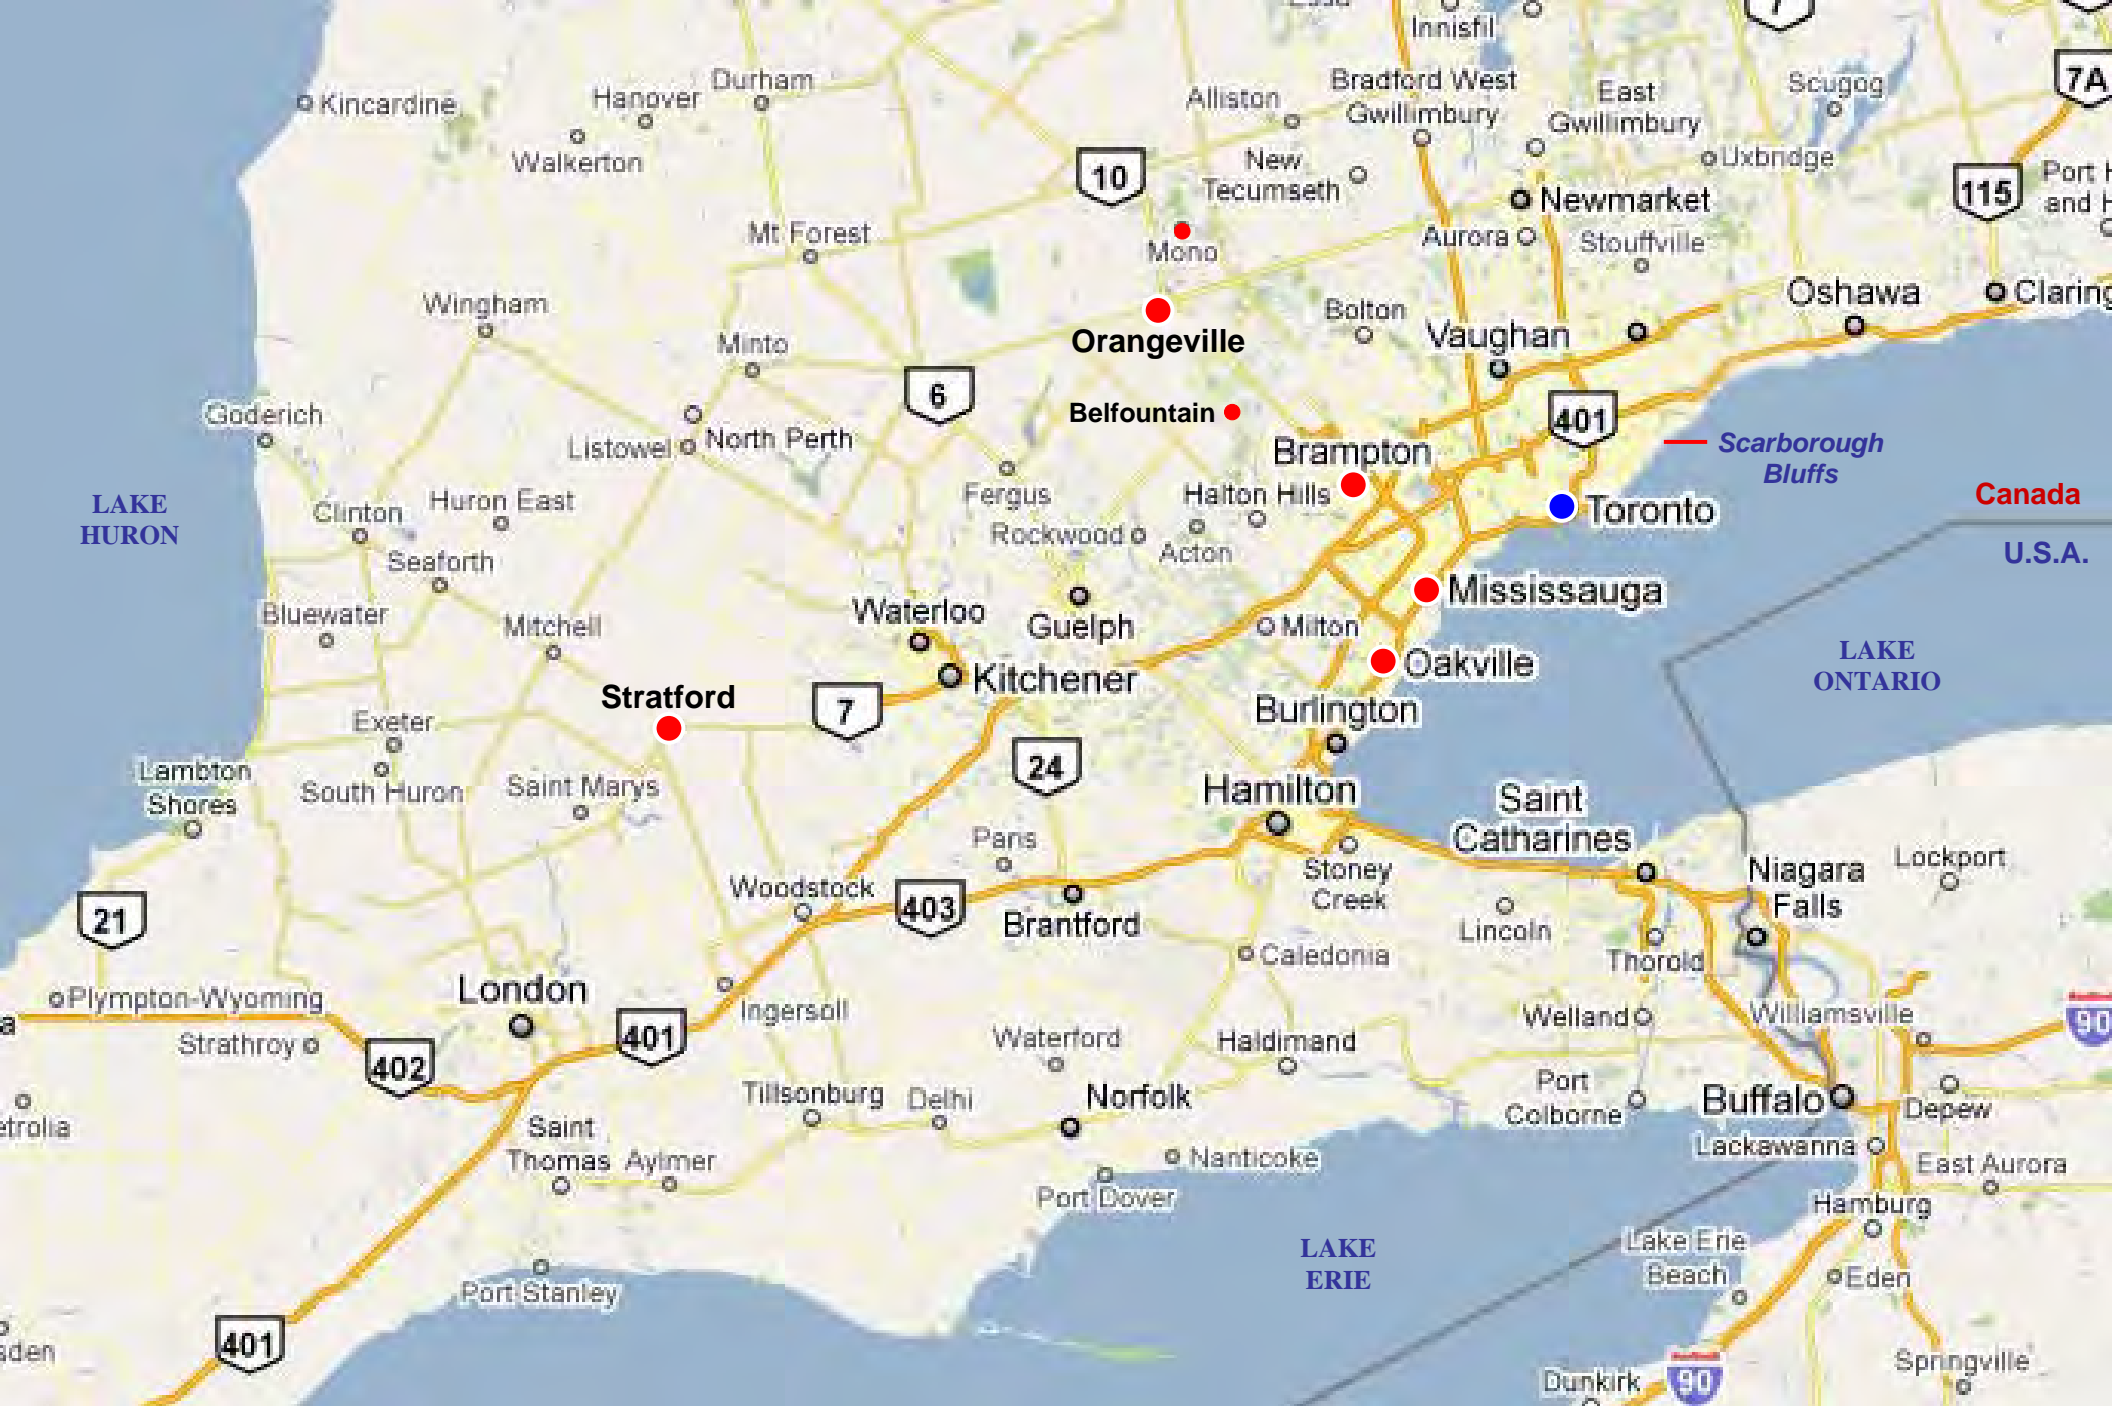 Innisfil
7
7A
Kincardine
Hanover
Durham
Walkerton
Alliston
Bradford West
Gwillimbury
East
Gwillimbury
Scugog
Uxbridge
10
New
Tecumseth
Newmarket
115
Port H
and H
Mt Forest
Mono
Aurora
Stouffville
Wingham
Minto
Orangeville
Bolton
Vaughan
Oshawa
Claring
6
401
Goderich
Listowel
North Perth
Belfountain
Brampton
Scarborough
Bluffs
LAKE
HURON
Clinton
Huron East
Fergus
Halton Hills
Toronto
Canada
U.S.A.
Seaforth
Rockwood
Acton
Bluewater
Mitchell
Waterloo
Guelph
Milton
Mississauga
Kitchener
Oakville
LAKE
ONTARIO
Stratford
7
Exeter
Burlington
Lambton
Shores
South Huron
Saint Marys
24
Hamilton
Saint
Catharines
Paris
Stoney
Creek
Niagara
Falls
Lockport
21
Woodstock
403
Brantford
Lincoln
Thorold
Caledonia
Plympton-Wyoming
London
Ingersoll
a
Strathroy
402
401
Waterford
Haldimand
Welland
Williamsville
90
etrolia
Tillsonburg
Delhi
Norfolk
Port
Colborne
Buffalo
Depew
Saint
Thomas
Aylmer
Nanticoke
Port Dover
Lackawanna
East Aurora
Hamburg
LAKE
ERIE
Lake Erie
Beach
Eden
Port Stanley
401
sden
Dunkirk
90
Springville